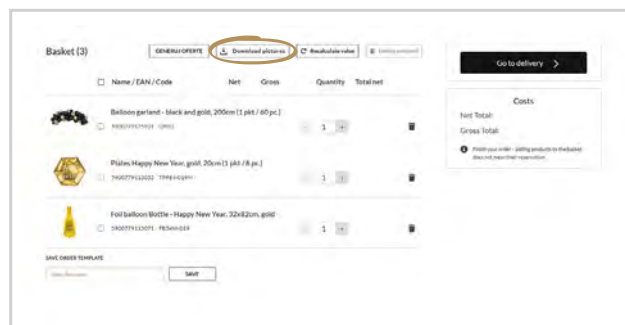 Basket (3)
GENERUJ OFERTE
Download pictures
Recalculate value
Name / EAN / Code
Net
Gross
Quantity
Total net
Balloon garland - black and gold, 200cm (1 pkt / 60 pc.)
1
+
Plates Happy New Year, gold, 20cm (1 pkt / 6 pc.)
1
+
Foil balloon Bottle - Happy New Year, 32x82cm, gold
1
+
SAVE ORDER TEMPLATE
SAVE
Go to delivery
Costs
Net Total:
Gross Total:
Finish your order - adding products to the basket
does not mean their reservation.